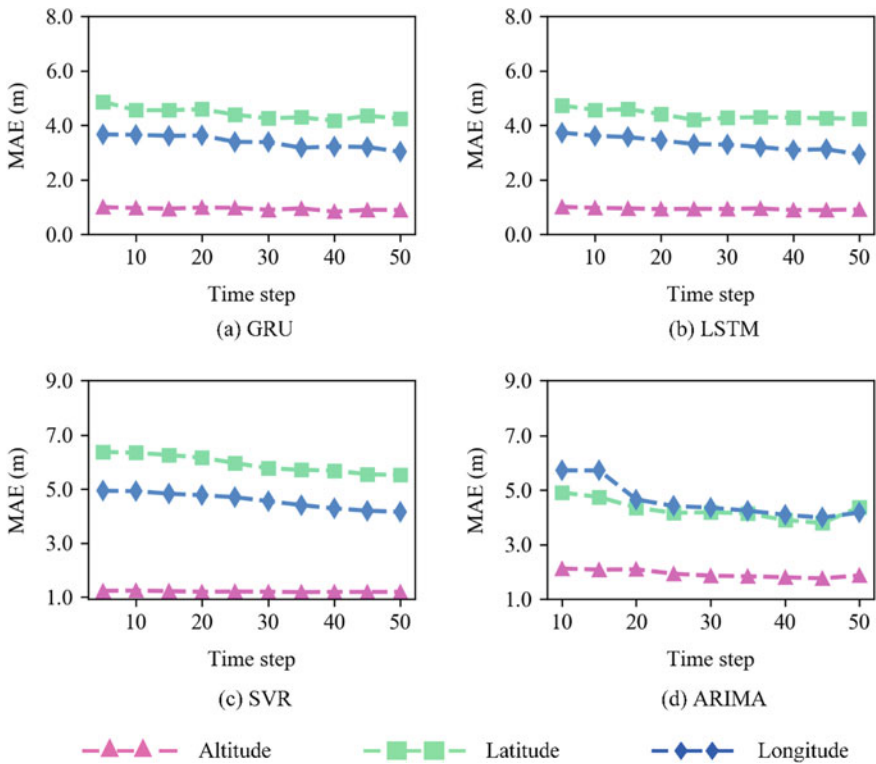 8.0 8.0
6.0 6.0
MAE (m) MAE (m)
4.0 4.0
2.0 2.0
0.0 0.0
10 20 30 40 50 10 20 30 40 50
Time step Time step
(a) GRU (b) LSTM
9.0 9.0
7.0 7.0
MAE (m) MAE (m)
5.0 5.0
3.0 3.0
1.0 1.0
10 20 30 40 50 10 20 30 40 50
Time step Time step
(c) SVR (d) ARIMA
Altitude Latitude Longitude